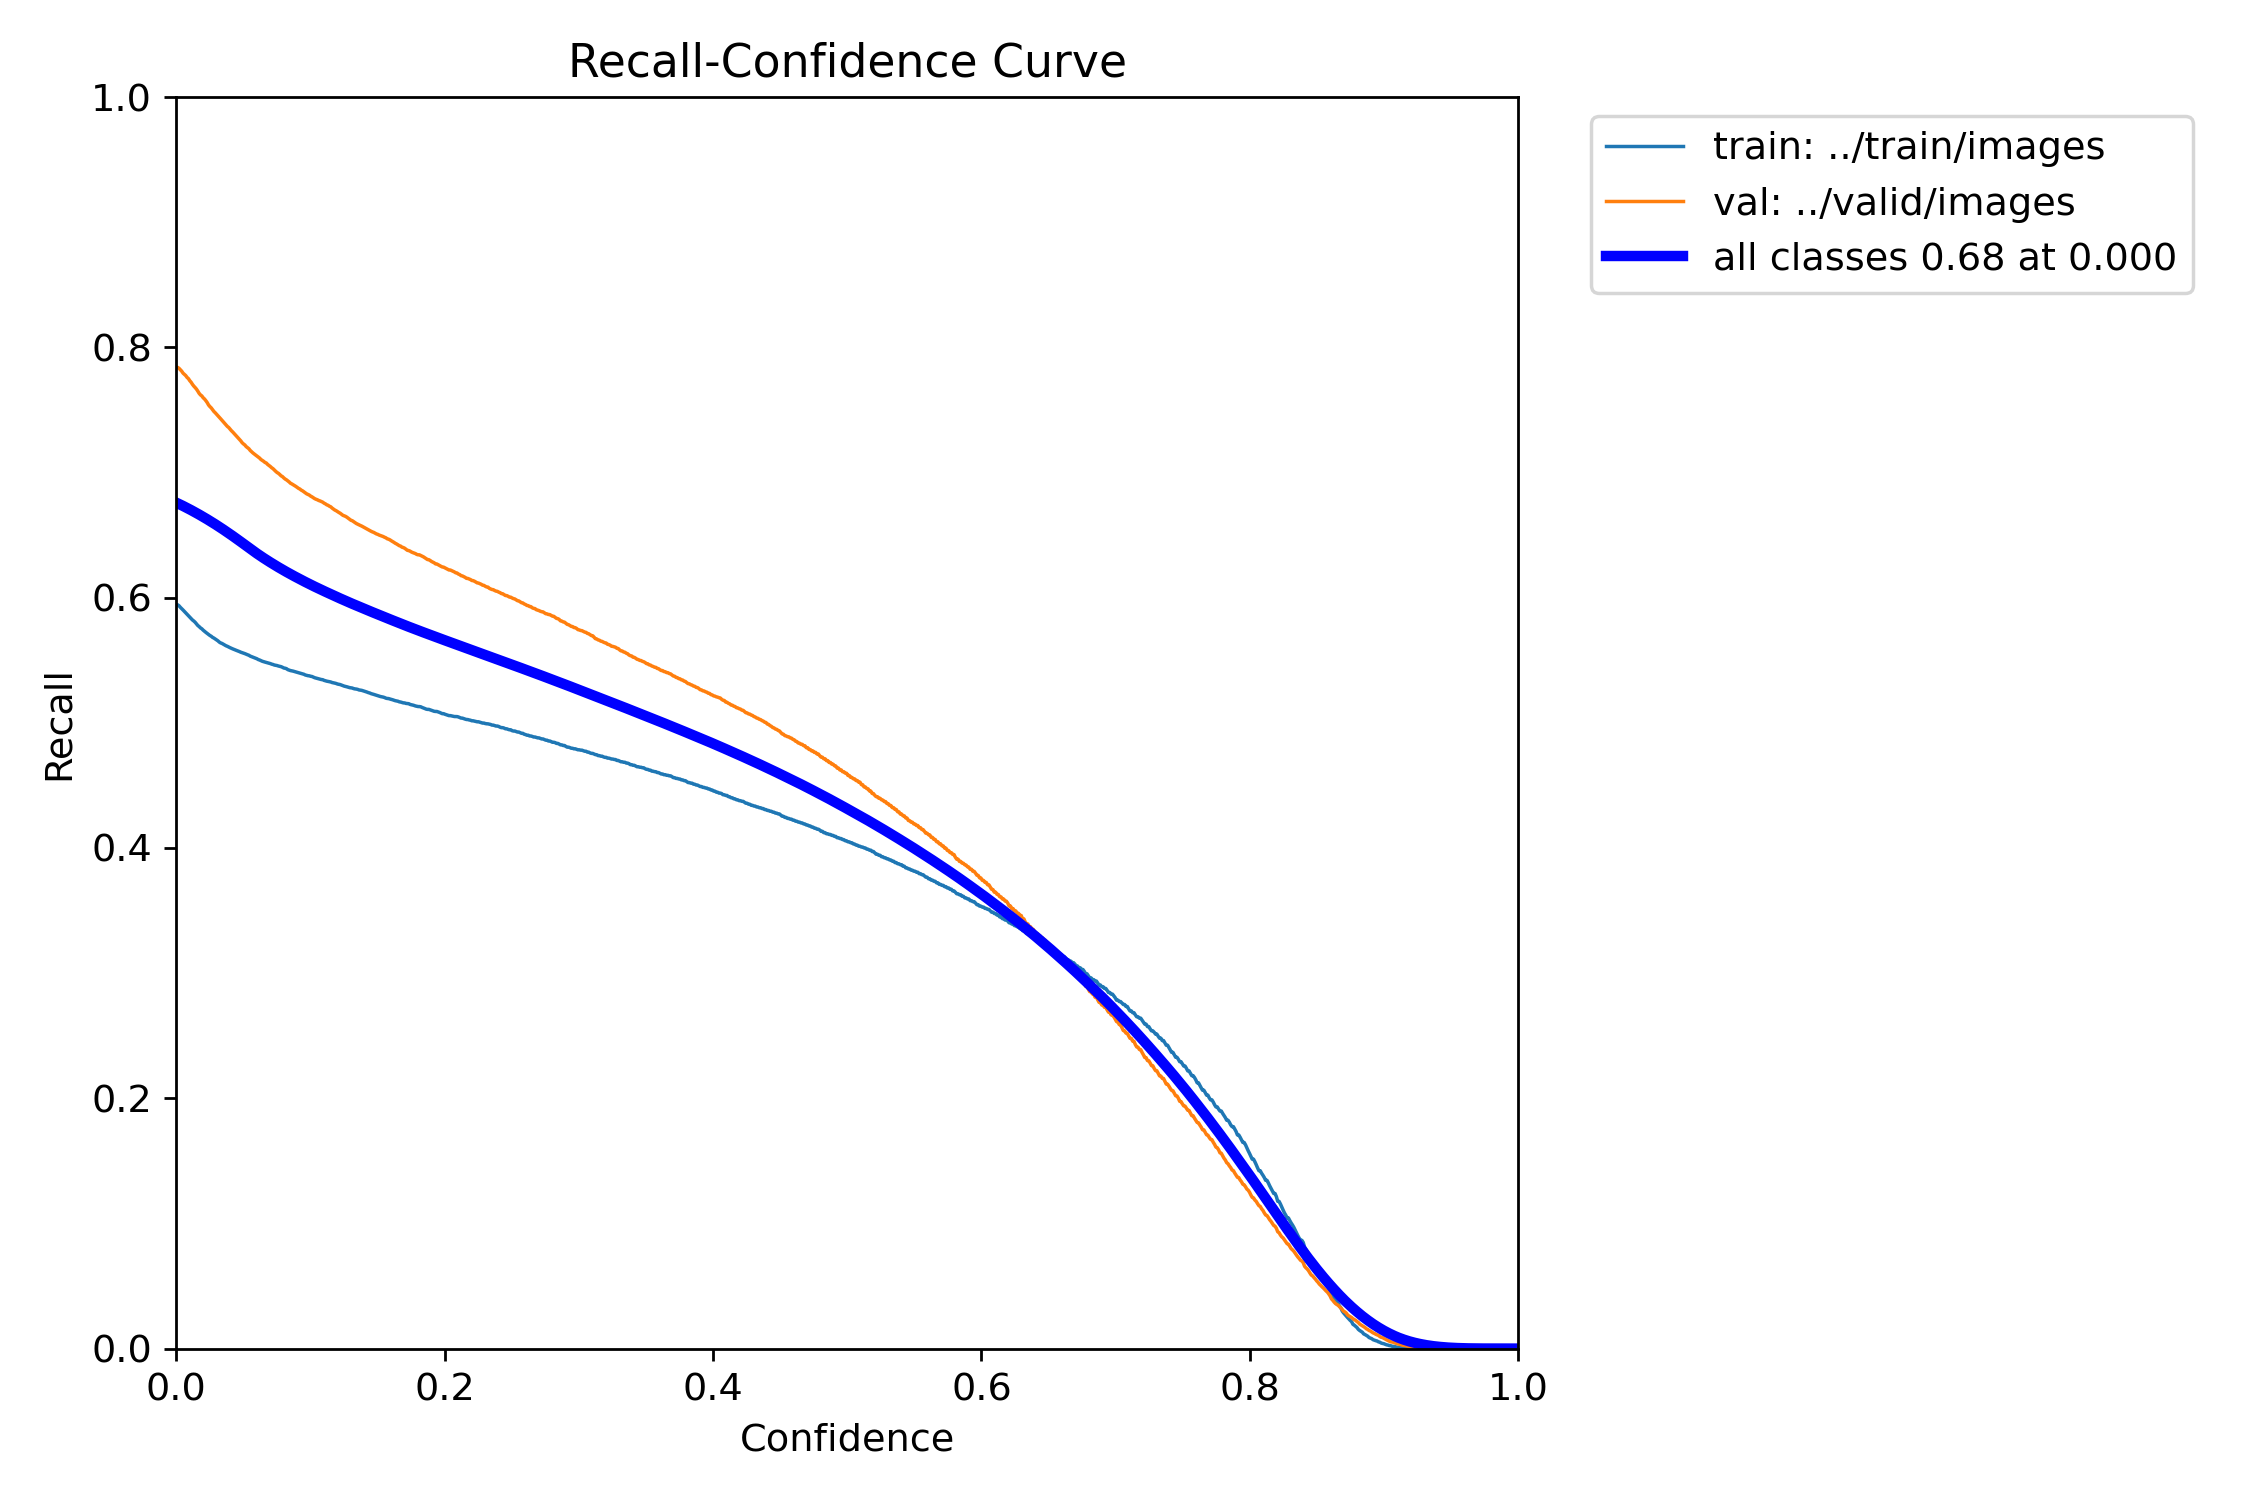 Recall-Confidence Curve
1.0
0.8
0.6
0.4
0.2
0.0
Recall
0.0 0.2 0.4 0.6 0.8 1.0
Confidence
train: ../train/images
val: ../valid/images
all classes 0.68 at 0.000